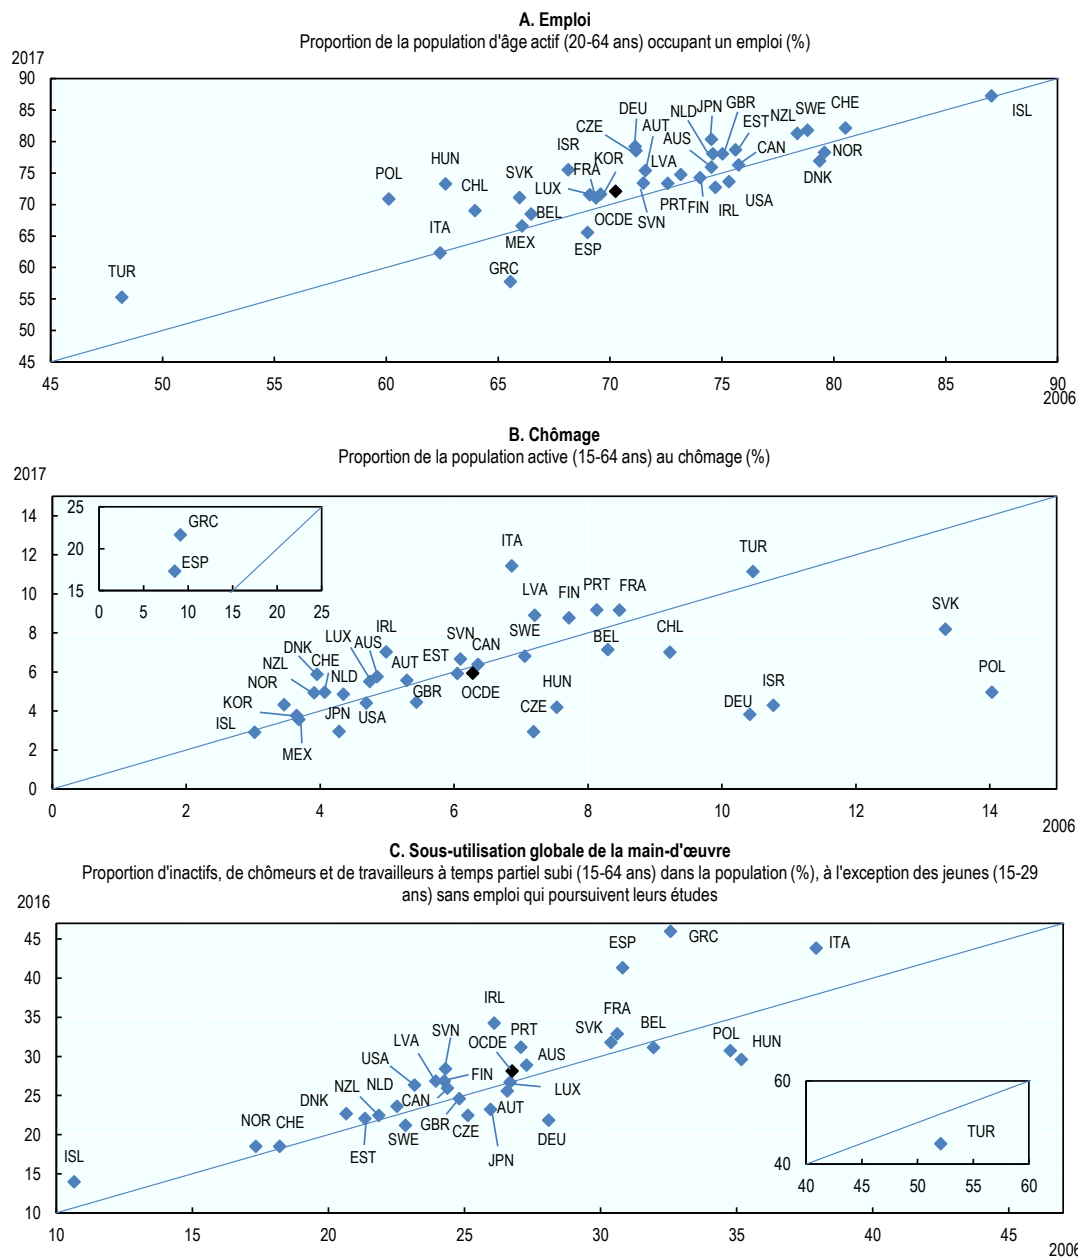 A. Emploi
Proportion de la population d'âge actif (20-64 ans) occupant un emploi (%)
2017
90
85
80
75
70
65
60
55
50
45
45
50
55
60
65
70
75
80
85
90
2006
TUR
POL
HUN
ITA
CHL
SVK
GRC
MEX
BEL
LUX
ISR
FRA
KOR
CZE
DEU
ESP
OCDE
AUT
SVN
LVA
AUS
NLD
JPN
GBR
EST
PRT
FIN
IRL
USA
CAN
NZL
SWE
CHE
NOR
DNK
ISL
B. Chômage
Proportion de la population active (15-64 ans) au chômage (%)
2017
14
12
10
8
6
4
2
0
0
2
4
6
8
10
12
14
2006
25
20
15
0
5
10
15
20
25
GRC
ESP
ISL
KOR
MEX
NOR
NZL
DNK
CHE
NLD
JPN
LUX
AUS
IRL
USA
AUT
GBR
EST
SVN
CAN
OCDE
ITA
SWE
LVA
CZE
HUN
FIN
PRT
FRA
BEL
CHL
TUR
DEU
ISR
SVK
POL
C. Sous-utilisation globale de la main-d'œuvre
Proportion d'inactifs, de chômeurs et de travailleurs à temps partiel subi (15-64 ans) dans la population (%), à l'exception des jeunes (15-29
ans) sans emploi qui poursuivent leurs études
2016
45
40
35
30
25
20
15
10
10
15
20
25
30
35
40
45
2006
ISL
NOR
CHE
DNK
EST
NZL
NLD
SWE
USA
LVA
SVN
FIN
CAN
GBR
CZE
JPN
AUT
LUX
OCDE
IRL
PRT
AUS
DEU
SVK
FRA
ESP
BEL
GRC
POL
HUN
ITA
60
40
40
45
50
55
60
TUR